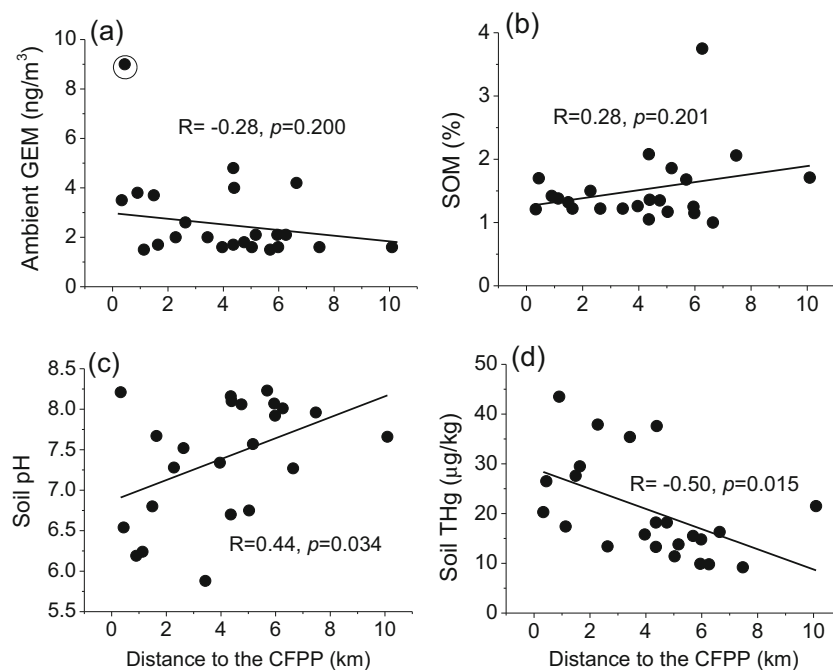 (a)
Ambient GEM (ng/m³)
10
8
6
4
2
0
R= -0.28, p=0.200
0 2 4 6 8 10
(b)
SOM (%)
4
3
2
1
0
R=0.28, p=0.201
0 2 4 6 8 10
(c)
Soil pH
8.5
8.0
7.5
7.0
6.5
6.0
5.5
R=0.44, p=0.034
0 2 4 6 8 10
Distance to the CFPP (km)
(d)
Soil THg (μg/kg)
50
40
30
20
10
0
R= -0.50, p=0.015
0 2 4 6 8 10
Distance to the CFPP (km)